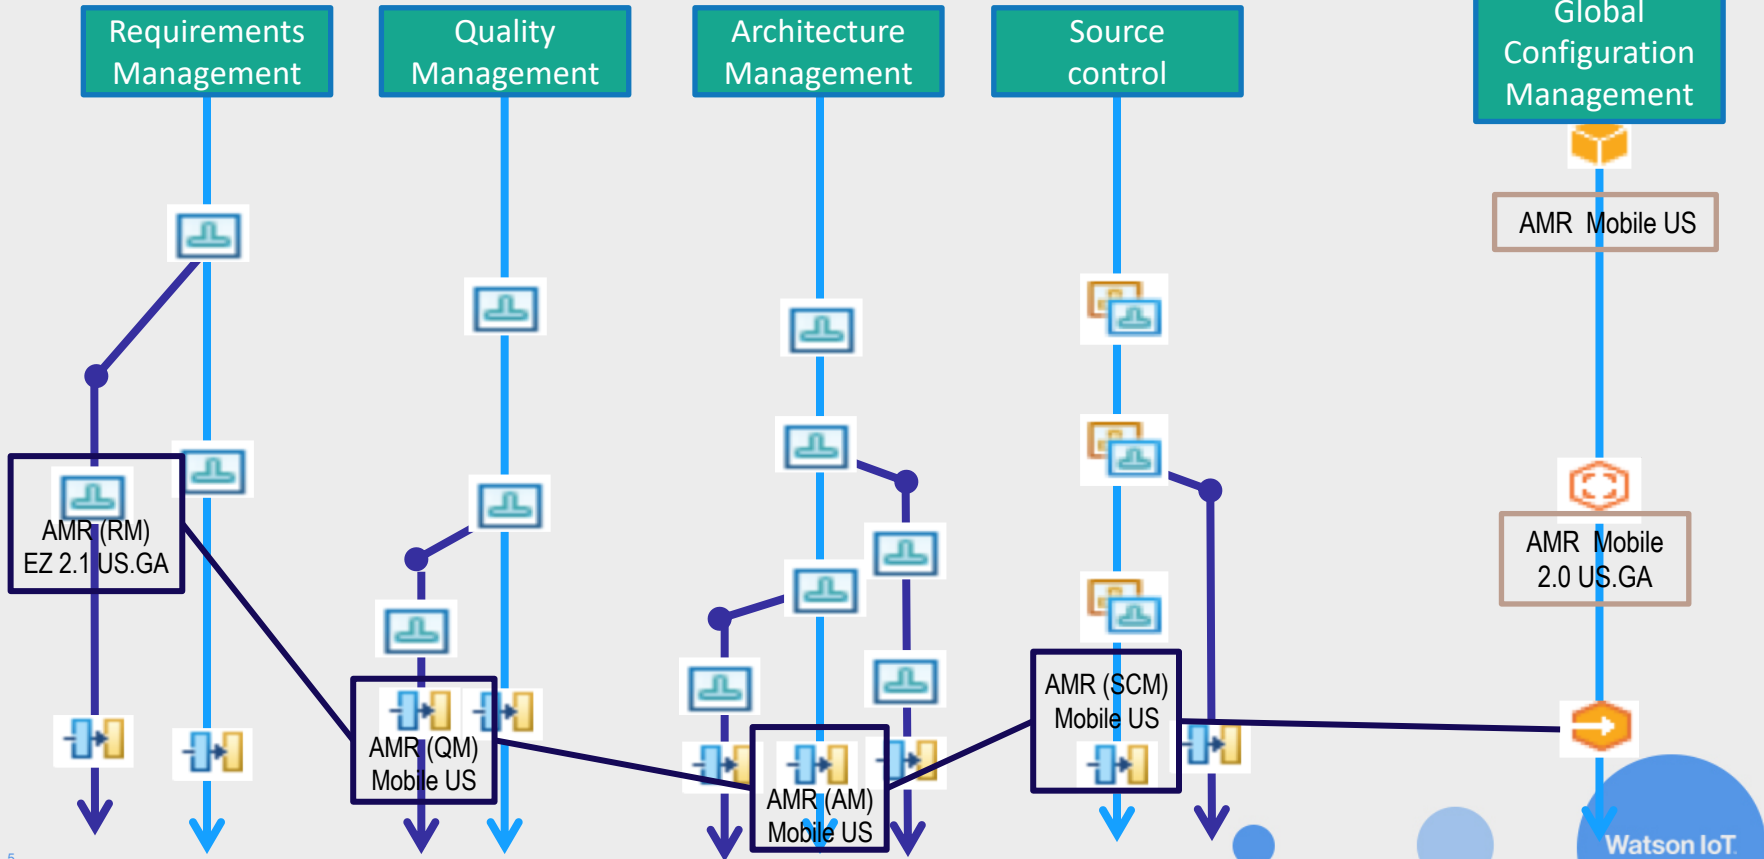 Requirements
Management
Quality
Management
Architecture
Management
Source
control
Global
Configuration
Management
AMR Mobile US
AMR (RM)
EZ 2.1 US.GA
AMR Mobile
2.0 US.GA
AMR (QM)
Mobile US
AMR (AM)
Mobile US
AMR (SCM)
Mobile US
Watson IoT
5